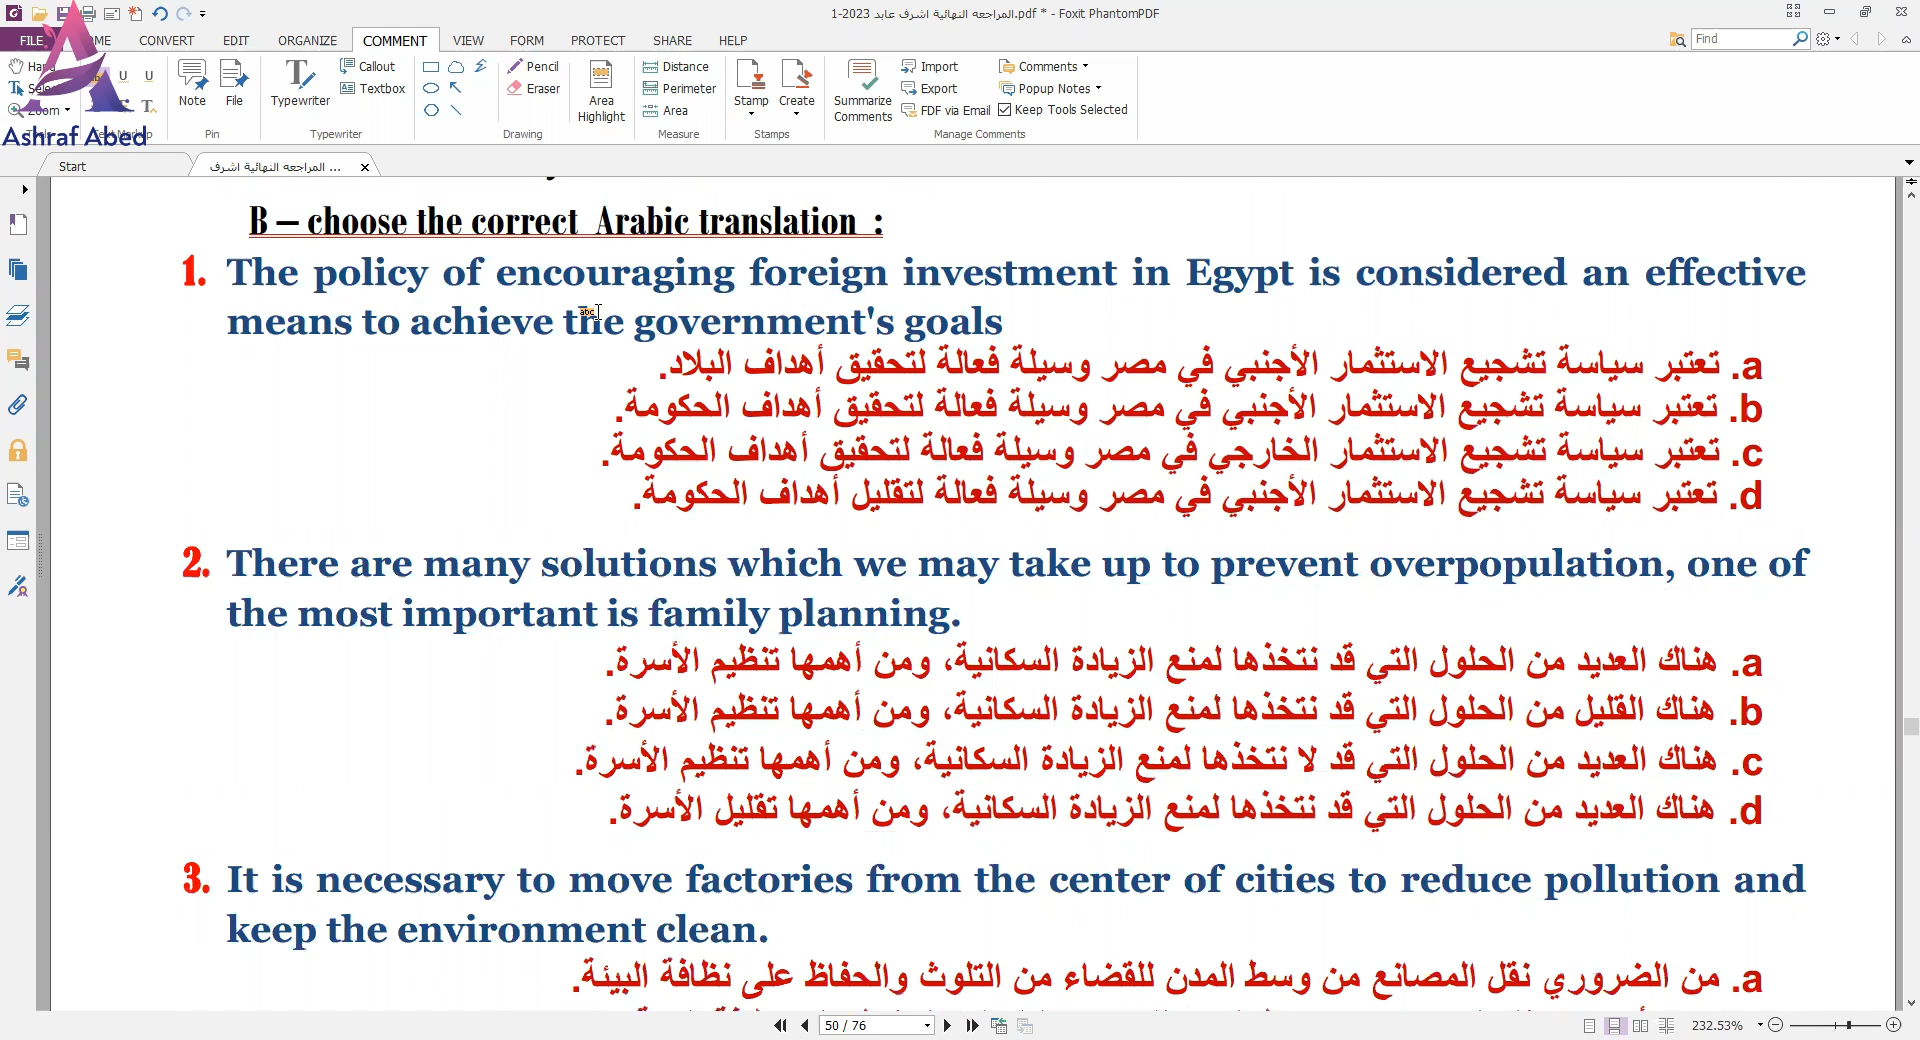 المراجعه النهائية اشرف عابد 2023-1.pdf * - Foxit PhantomPDF
FILE HOME CONVERT EDIT ORGANIZE COMMENT VIEW FORM PROTECT SHARE HELP
Find
Hand
Select
Zoom
Tools
Ashraf Abed
Text Markup
Note
File
Pin
Typewriter
Callout
Textbox
Typewriter
Pencil
Eraser
Drawing
Area Highlight
Distance
Perimeter
Area
Measure
Stamp
Create
Stamps
Summarize Comments
Import
Export
FDF via Email
Comments
Popup Notes
Keep Tools Selected
Manage Comments
Start
المراجعه النهائية اشرف ...
B – choose the correct Arabic translation :
1. The policy of encouraging foreign investment in Egypt is considered an effective
means to achieve the government's goals
a. تعتبر سياسة تشجيع الاستثمار الأجنبي في مصر وسيلة فعالة لتحقيق أهداف البلاد.
b. تعتبر سياسة تشجيع الاستثمار الأجنبي في مصر وسيلة فعالة لتحقيق أهداف الحكومة.
c. تعتبر سياسة تشجيع الاستثمار الخارجي في مصر وسيلة فعالة لتحقيق أهداف الحكومة.
d. تعتبر سياسة تشجيع الاستثمار الأجنبي في مصر وسيلة فعالة لتقليل أهداف الحكومة.
2. There are many solutions which we may take up to prevent overpopulation, one of
the most important is family planning.
a. هناك العديد من الحلول التي قد نتخذها لمنع الزيادة السكانية، ومن أهمها تنظيم الأسرة.
b. هناك القليل من الحلول التي قد نتخذها لمنع الزيادة السكانية، ومن أهمها تنظيم الأسرة.
c. هناك العديد من الحلول التي قد لا نتخذها لمنع الزيادة السكانية، ومن أهمها تنظيم الأسرة.
d. هناك العديد من الحلول التي قد نتخذها لمنع الزيادة السكانية، ومن أهمها تقليل الأسرة.
3. It is necessary to move factories from the center of cities to reduce pollution and
keep the environment clean.
a. من الضروري نقل المصانع من وسط المدن للقضاء من التلوث والحفاظ على نظافة البيئة.
50 / 76
232.53%